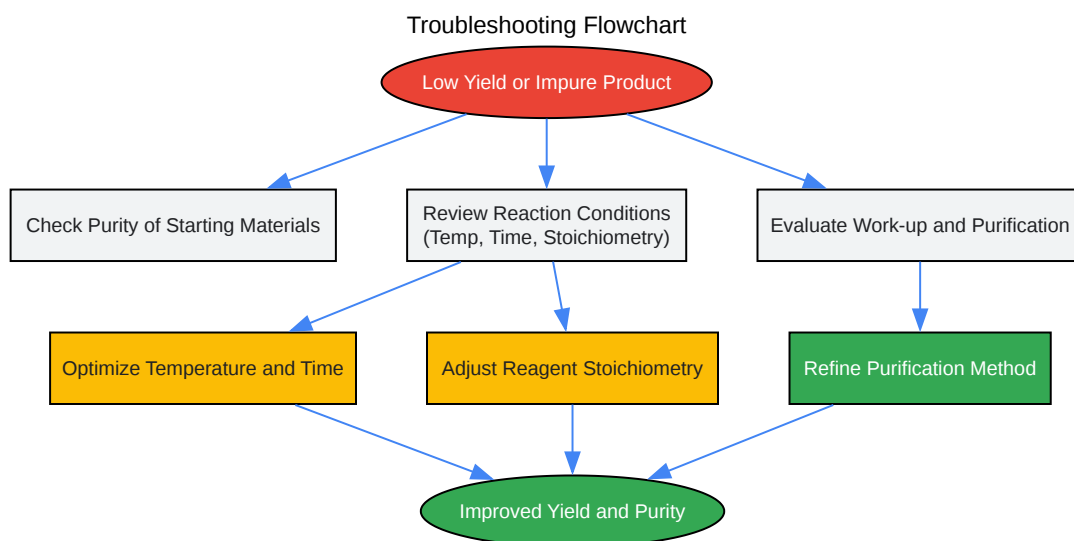 Troubleshooting Flowchart
Low Yield or Impure Product
Check Purity of Starting Materials
Review Reaction Conditions
(Temp, Time, Stoichiometry)
Evaluate Work-up and Purification
Optimize Temperature and Time
Adjust Reagent Stoichiometry
Refine Purification Method
Improved Yield and Purity